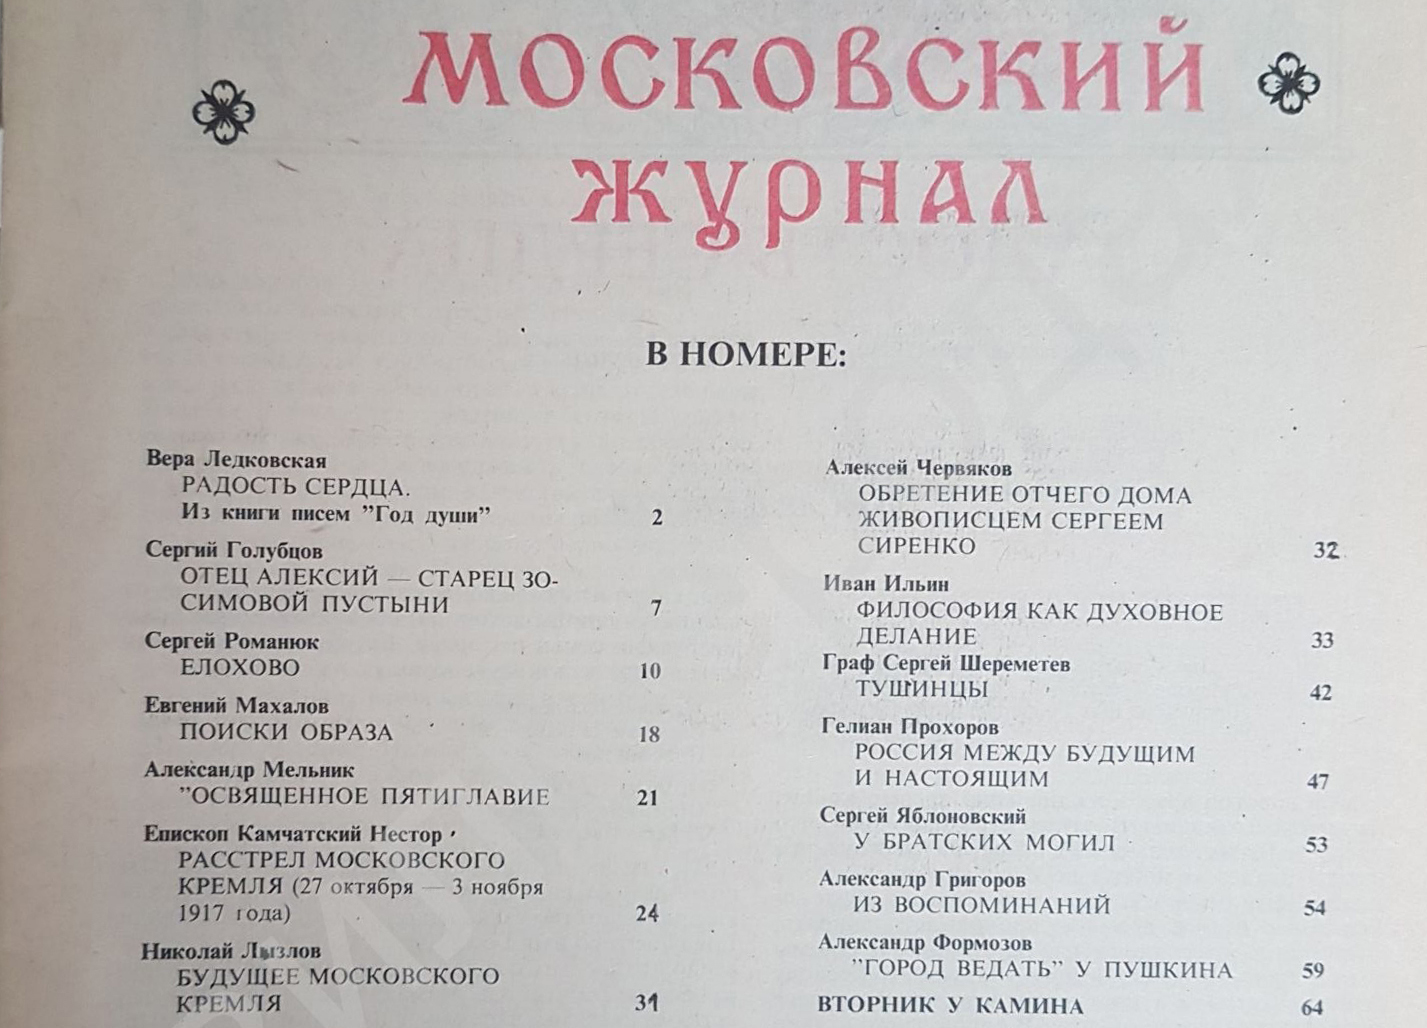 МОСКОВСКИЙ
ЖУРНАЛ
В НОМЕРЕ:
Вера Ледковская
РАДОСТЬ СЕРДЦА.
Из книги писем ”Год души” 2
Сергий Голубцов
ОТЕЦ АЛЕКСИЙ — СТАРЕЦ ЗО-
СИМОВОЙ ПУСТЫНИ 7
Сергей Романюк
ЕЛОХОВО 10
Евгений Махалов
ПОИСКИ ОБРАЗА 18
Александр Мельник
”ОСВЯЩЕННОЕ ПЯТИГЛАВИЕ 21
Епископ Камчатский Нестор
РАССТРЕЛ МОСКОВСКОГО
КРЕМЛЯ (27 октября — 3 ноября
1917 года) 24
Николай Лызлов
БУДУЩЕЕ МОСКОВСКОГО
КРЕМЛЯ 31
Алексей Червяков
ОБРЕТЕНИЕ ОТЧЕГО ДОМА
ЖИВОПИСЦЕМ СЕРГЕЕМ
СИРЕНКО 32
Иван Ильин
ФИЛОСОФИЯ КАК ДУХОВНОЕ
ДЕЛАНИЕ 33
Граф Сергей Шереметев
ТУШИНЦЫ 42
Гелиан Прохоров
РОССИЯ МЕЖДУ БУДУЩИМ
И НАСТОЯЩИМ 47
Сергей Яблоновский
У БРАТСКИХ МОГИЛ 53
Александр Григоров
ИЗ ВОСПОМИНАНИЙ 54
Александр Формозов
”ГОРОД ВЕДАТЬ” У ПУШКИНА 59
ВТОРНИК У КАМИНА 64